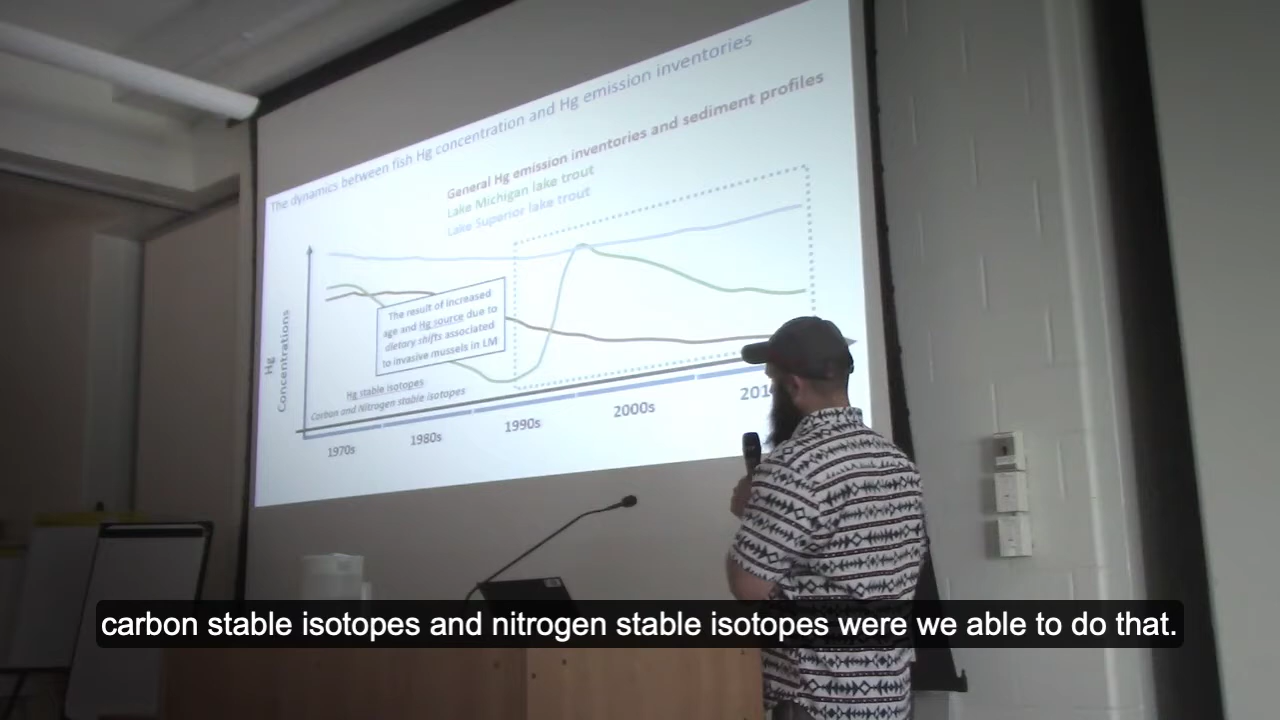 The dynamics between fish Hg concentration and Hg emission inventories
General Hg emission inventories and sediment profiles
Lake Michigan lake trout
Lake Superior lake trout
Hg
Concentrations
The result of increased
age and Hg source due to
dietary shifts associated
to invasive mussels in LM
Hg stable isotopes
Carbon and Nitrogen stable isotopes
1970s
1980s
1990s
2000s
201
carbon stable isotopes and nitrogen stable isotopes were we able to do that.